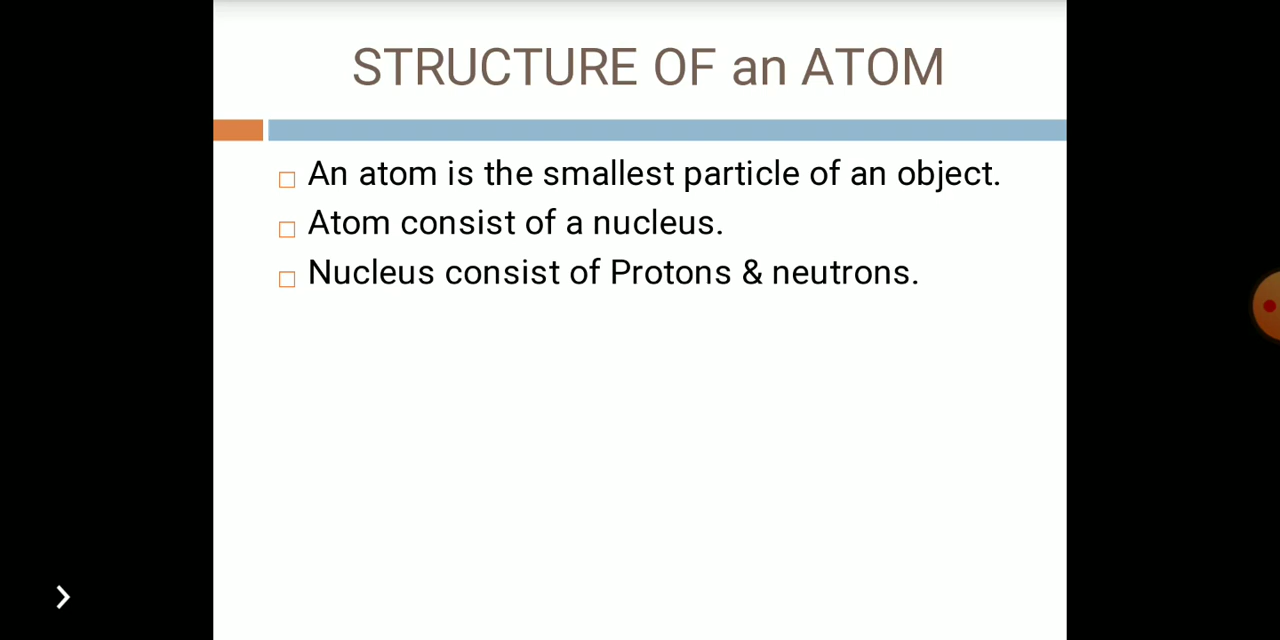 STRUCTURE OF an ATOM
An atom is the smallest particle of an object.
Atom consist of a nucleus.
Nucleus consist of Protons & neutrons.